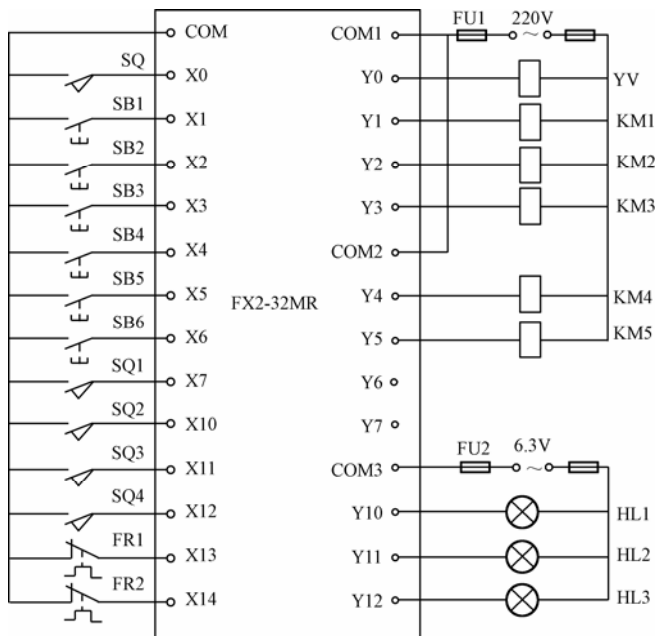 COM
SQ X0
SB1 X1
SB2 X2
SB3 X3
SB4 X4
SB5 X5
SB6 X6
SQ1 X7
SQ2 X10
SQ3 X11
SQ4 X12
FR1 X13
FR2 X14
FX2-32MR
COM1 FU1 220V ~
Y0 YV
Y1 KM1
Y2 KM2
Y3 KM3
COM2
Y4 KM4
Y5 KM5
Y6
Y7
COM3 FU2 6.3V ~
Y10 HL1
Y11 HL2
Y12 HL3